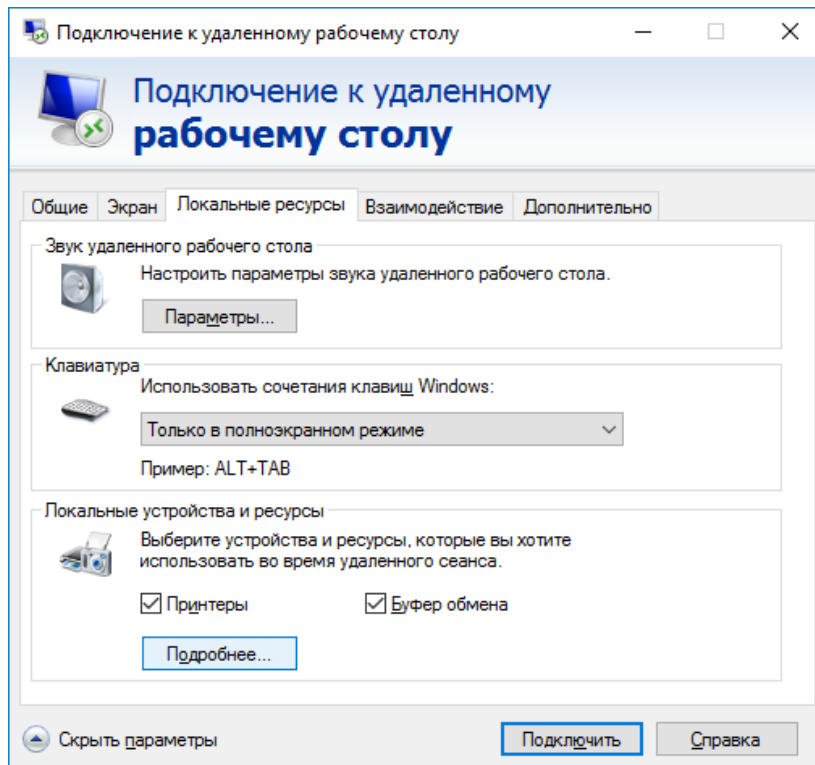 Подключение к удаленному рабочему столу
Подключение к удаленному
рабочему столу
Общие Экран Локальные ресурсы Взаимодействие Дополнительно
Звук удаленного рабочего стола
Настроить параметры звука удаленного рабочего стола.
Параметры...
Клавиатура
Использовать сочетания клавиш Windows:
Только в полноэкранном режиме
Пример: ALT+TAB
Локальные устройства и ресурсы
Выберите устройства и ресурсы, которые вы хотите
использовать во время удаленного сеанса.
Принтеры Буфер обмена
Подробнее...
Скрыть параметры Подключить Справка